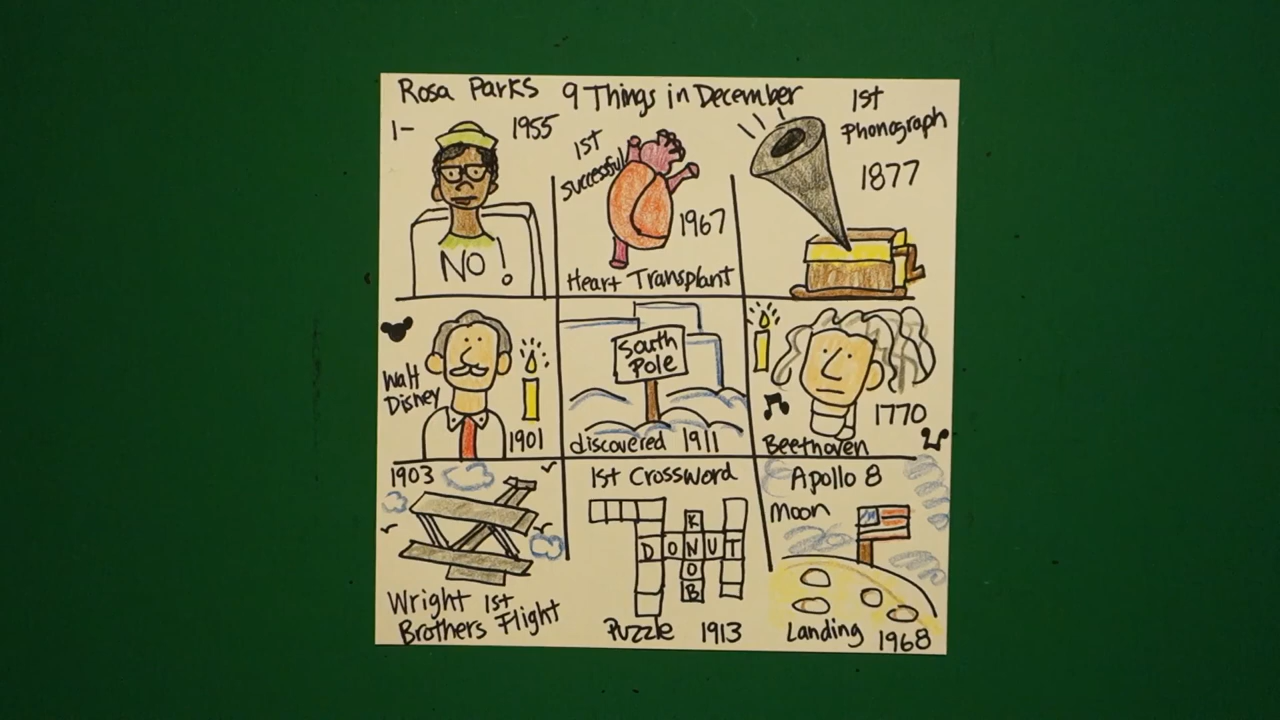 Rosa Parks
9 Things in December
1-
1955
NO!
1st
Successful
1967
Heart Transplant
1st
Phonograph
1877
Walt
Disney
1901
South
Pole
discovered 1911
1770
Beethoven
1903
Wright 1st
Brothers Flight
1st Crossword
K
DONUT
O
B
Puzzle 1913
Apollo 8
Moon
Landing 1968